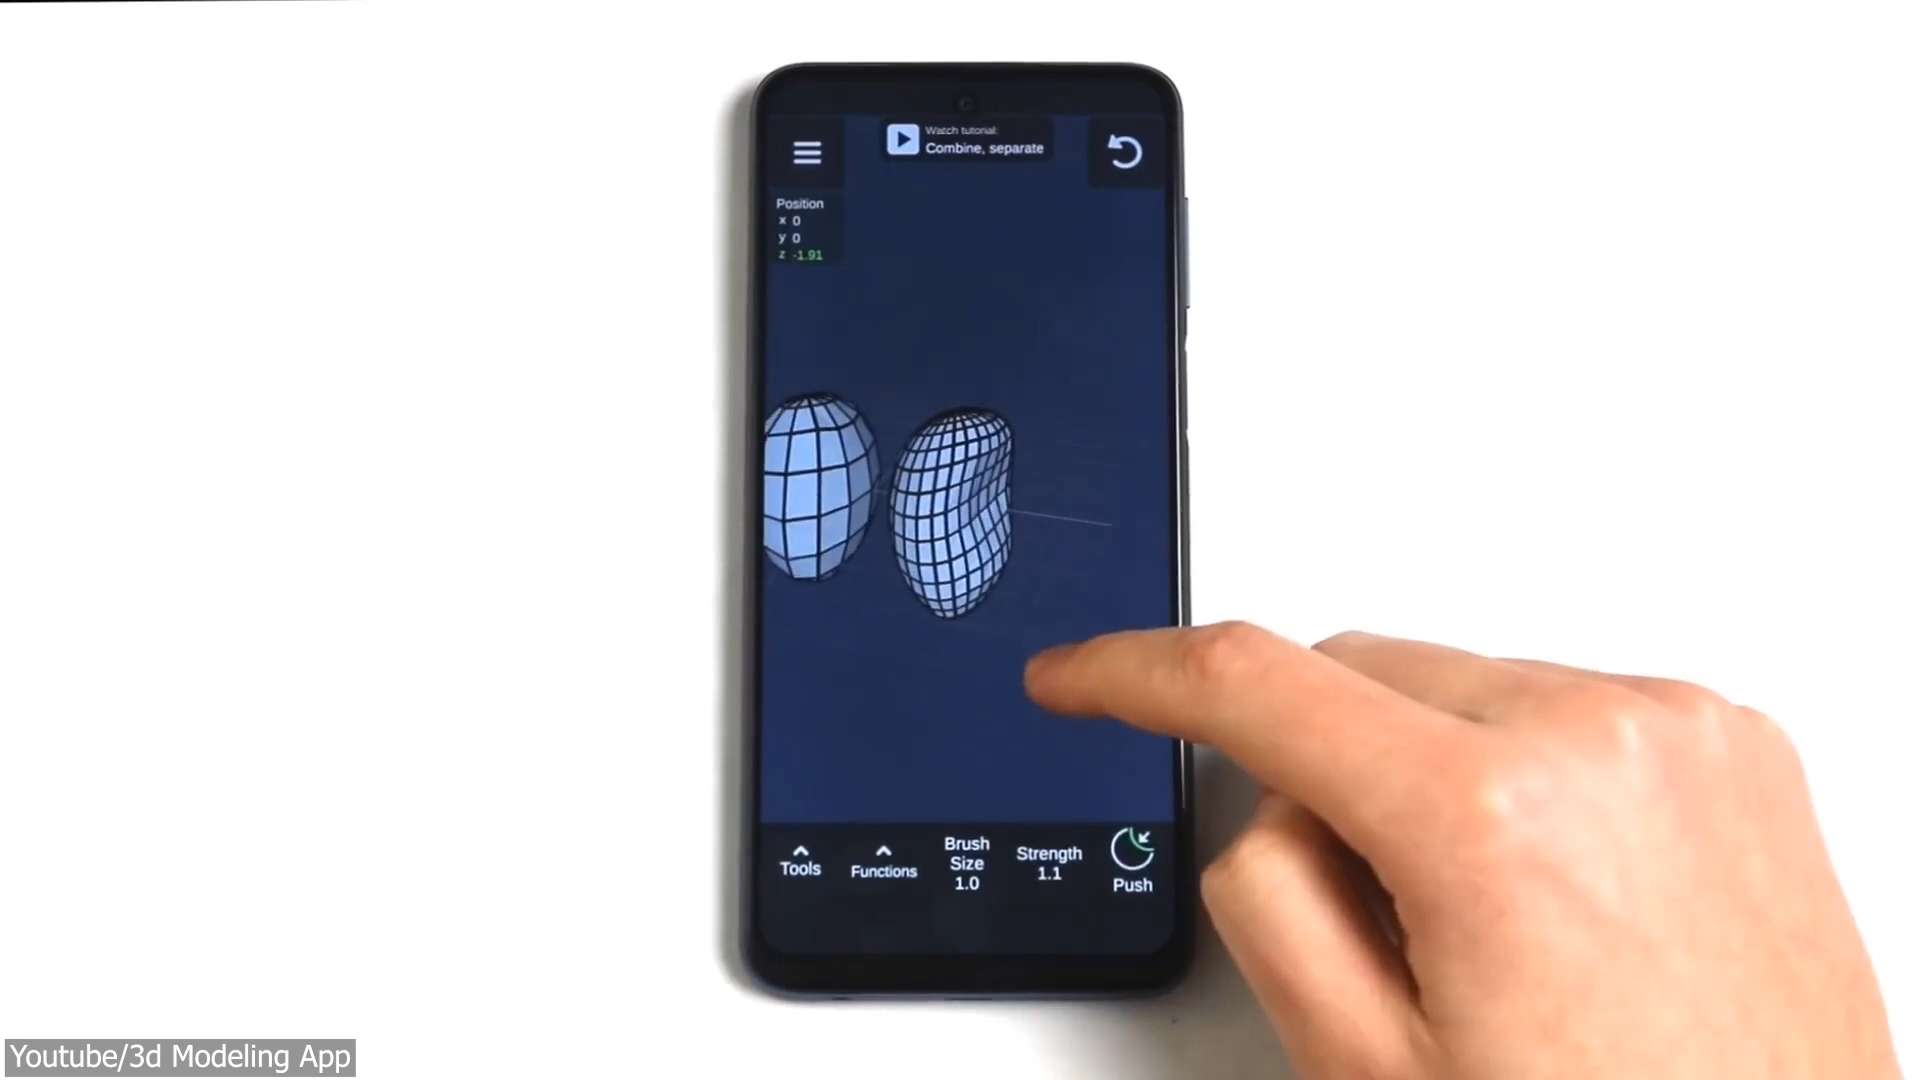 Watch tutorial:
Combine, separate
Position
x 0
y 0
z -1.91
Tools
Functions
Brush
Size
1.0
Strength
1.1
Push
Youtube/3d Modeling App